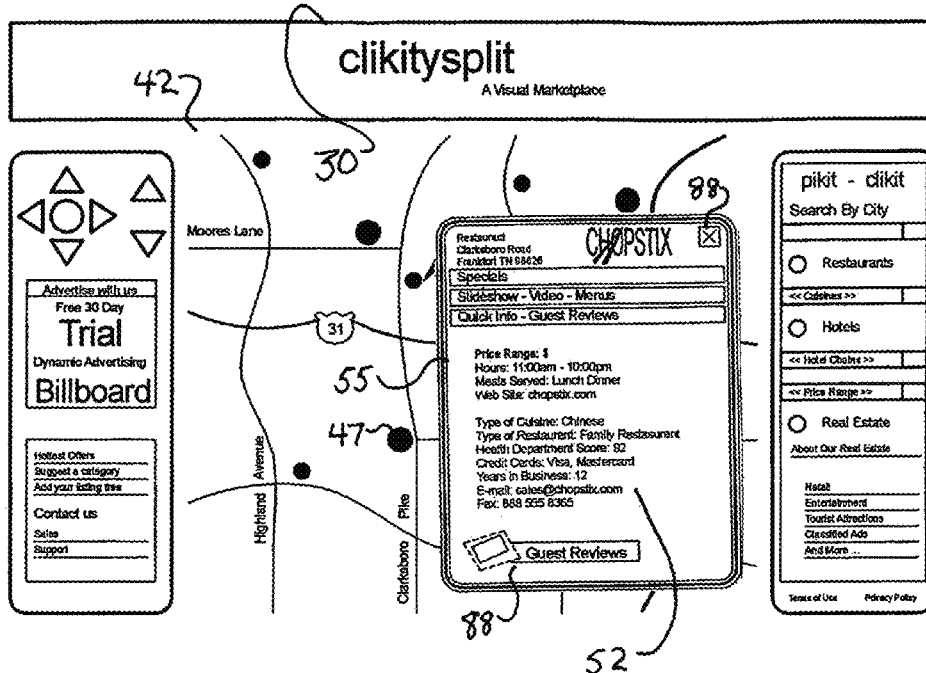 clikitysplit
A Visual Marketplace
42
30
88
Moores Lane
31
Highland Avenue
Clarksboro Pike
55
47
88
52
Advertise with us
Free 30 Day
Trial
Dynamic Advertising
Billboard
Hottest Offers
Suggest a category
Add your listing free
Contact us
Sales
Support
Restaurant
Clarksboro Road
Frankfort TN
CHOPSTIX
Specials
Slideshow - Video - Menus
Quick Info - Guest Reviews
Price Range: $
Hours: 11:00am - 10:00pm
Meals Served: Lunch Dinner
Web Site: chopstix.com
Type of Cuisine: Chinese
Type of Restaurant: Family Restaurant
Health Department Score: 92
Credit Cards: Visa, Mastercard
Years in Business: 12
E-mail: sales@chopstix.com
Fax: 888 555 8365
Guest Reviews
pikit - clikit
Search By City
Restaurants
<< Cuisines >>
Hotels
<< Hotel Chains >>
<< Price Range >>
Real Estate
About Our Real Estate
Retail
Entertainment
Tourist Attractions
Classified Ads
And More ...
Terms of Use
Privacy Policy